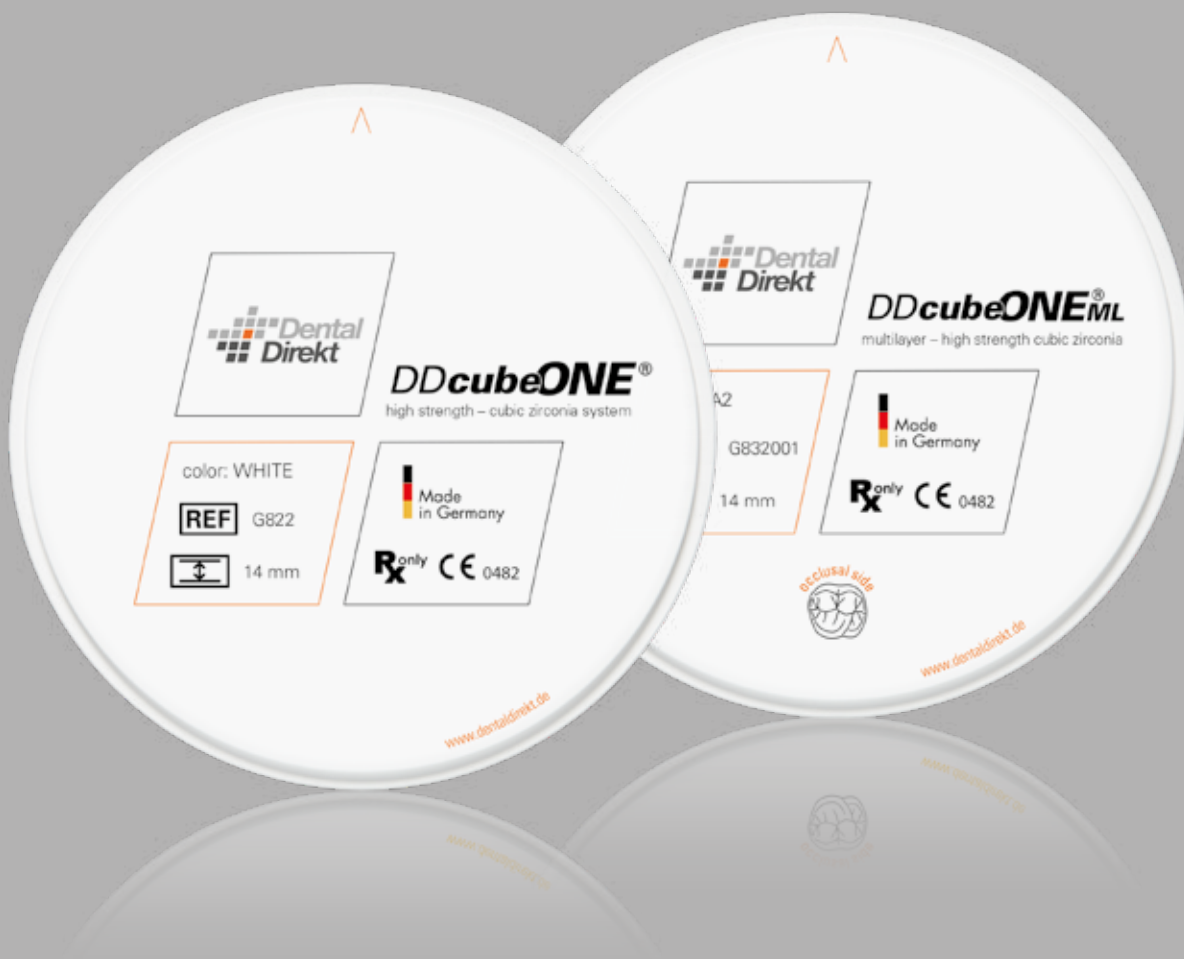 Dental
Direkt
DDcubeONE®
high strength – cubic zirconia system
color: WHITE
REF G822
14 mm
Made
in Germany
Rx only CE 0482
www.dentaldirekt.de
Dental
Direkt
DDcubeONE® ML
multilayer – high strength cubic zirconia
A2
G832001
14 mm
Made
in Germany
Rx only CE 0482
occlusal side
www.dentaldirekt.de